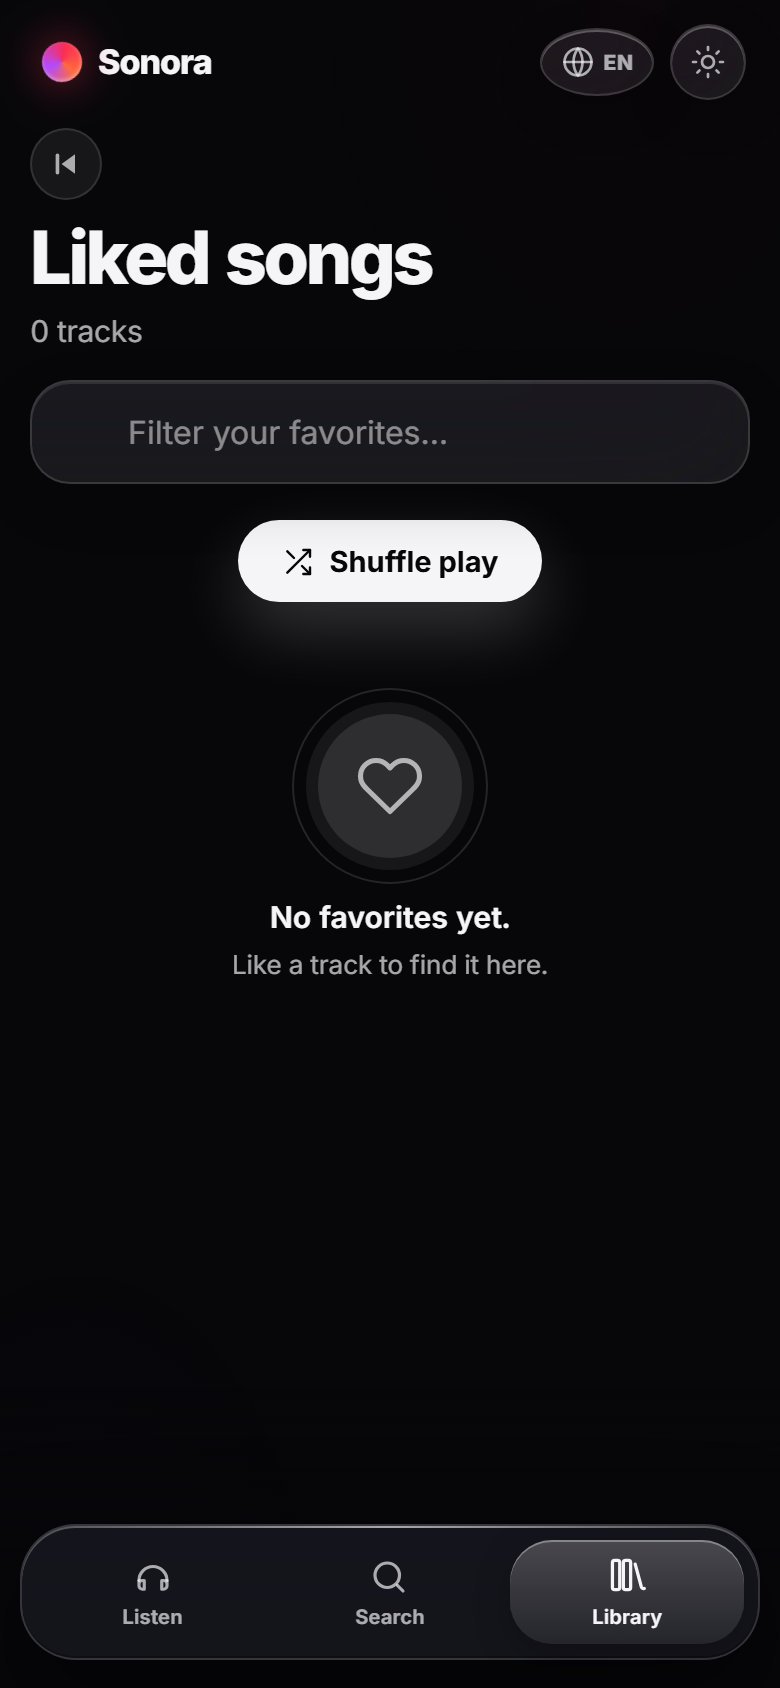 Sonora
EN
Liked songs
0 tracks
Filter your favorites...
Shuffle play
No favorites yet.
Like a track to find it here.
Listen
Search
Library